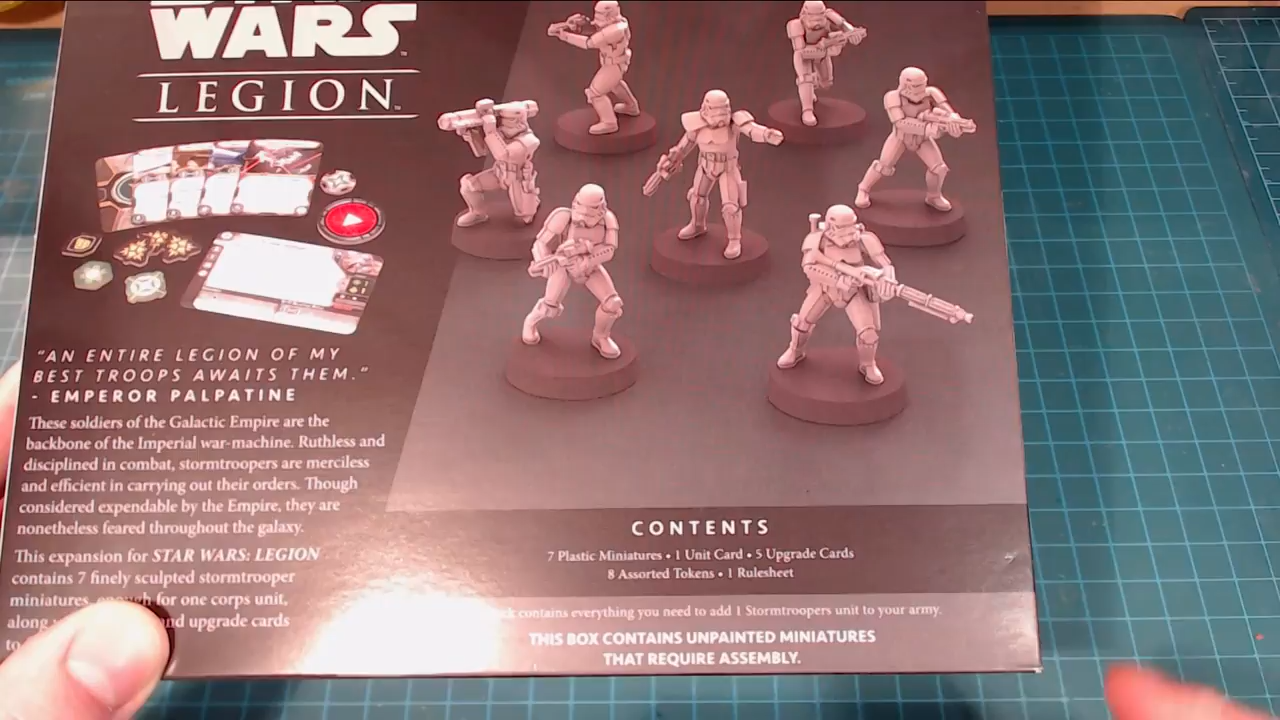 WARS
LEGION
"AN ENTIRE LEGION OF MY
BEST TROOPS AWAITS THEM."
- EMPEROR PALPATINE
These soldiers of the Galactic Empire are the
backbone of the Imperial war-machine. Ruthless and
disciplined in combat, stormtroopers are merciless
and efficient in carrying out their orders. Though
considered expendable by the Empire, they are
nonetheless feared throughout the galaxy.
This expansion for STAR WARS: LEGION
contains 7 finely sculpted stormtrooper
miniatures, for one corps unit,
along and upgrade cards
to
CONTENTS
7 Plastic Miniatures • 1 Unit Card • 5 Upgrade Cards
8 Assorted Tokens • 1 Rulesheet
contains everything you need to add 1 Stormtroopers unit to your army.
THIS BOX CONTAINS UNPAINTED MINIATURES
THAT REQUIRE ASSEMBLY.